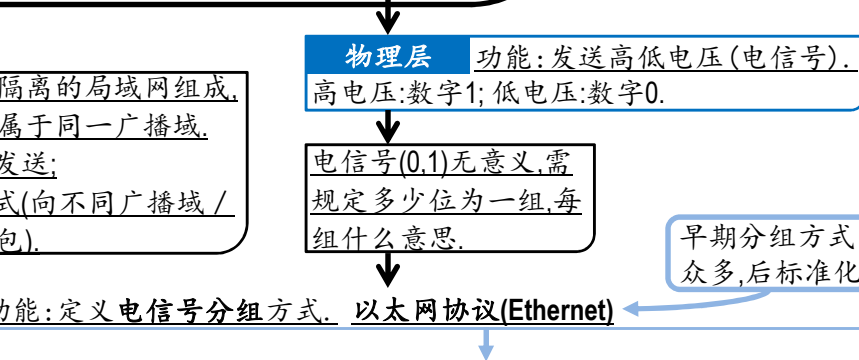 物理层 功能:发送高低电压(电信号).
高电压:数字1; 低电压:数字0.
隔离的局域网组成,
属于同一广播域.
发送;
式(向不同广播域/
包).
电信号(0,1)无意义,需
规定多少位为一组,每
组什么意思.
早期分组方式
众多,后标准化
功能:定义电信号分组方式. 以太网协议(Ethernet)